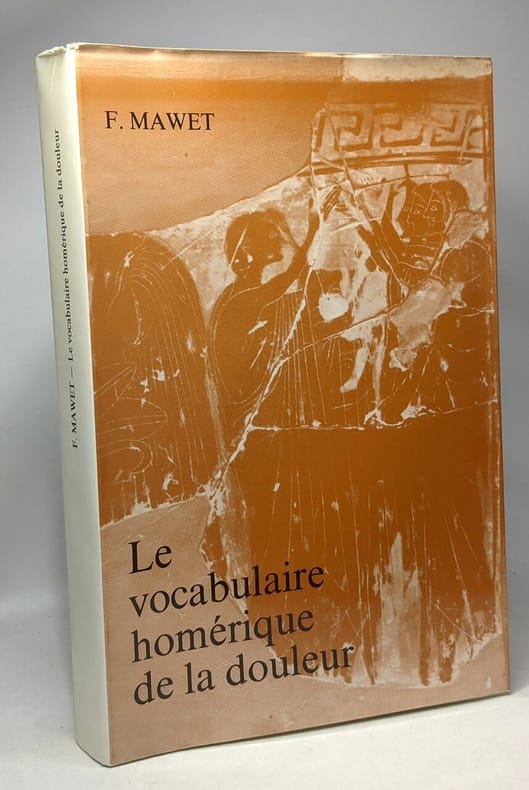 F. MAWET
Le
vocabulaire
homérique
de la douleur
F. MAWET — Le vocabulaire homérique de la douleur